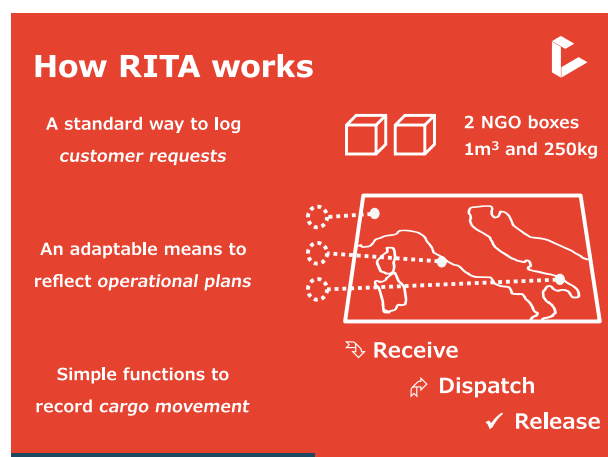 How RITA works
A standard way to log
customer requests
2 NGO boxes
1m³ and 250kg
An adaptable means to
reflect operational plans
Simple functions to
record cargo movement
Receive
Dispatch
✓ Release